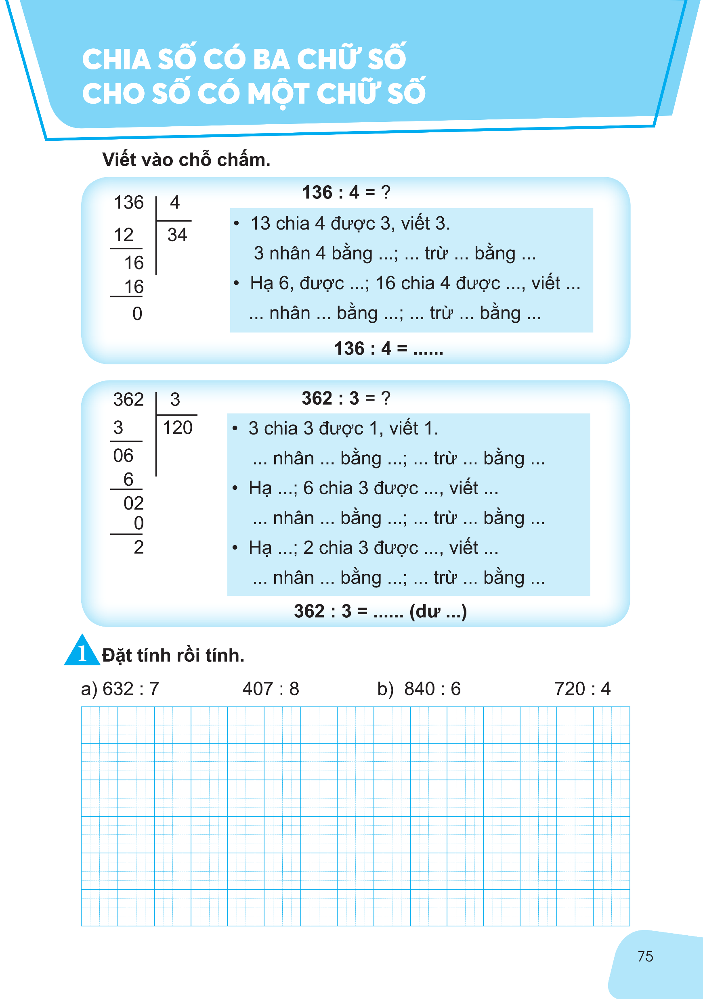 CHIA SỐ CÓ BA CHỮ SỐ
CHO SỐ CÓ MỘT CHỮ SỐ
Viết vào chỗ chấm.
136 : 4 = ?
136 4
12 34
16
16
0
• 13 chia 4 được 3, viết 3.
3 nhân 4 bằng ...; ... trừ ... bằng ...
• Hạ 6, được ...; 16 chia 4 được ..., viết ...
... nhân ... bằng ...; ... trừ ... bằng ...
136 : 4 = ......
362 : 3 = ?
362 3
3 120
06
6
02
0
2
• 3 chia 3 được 1, viết 1.
... nhân ... bằng ...; ... trừ ... bằng ...
• Hạ ...; 6 chia 3 được ..., viết ...
... nhân ... bằng ...; ... trừ ... bằng ...
• Hạ ...; 2 chia 3 được ..., viết ...
... nhân ... bằng ...; ... trừ ... bằng ...
362 : 3 = ...... (dư ...)
1 Đặt tính rồi tính.
a) 632 : 7 407 : 8 b) 840 : 6 720 : 4
75